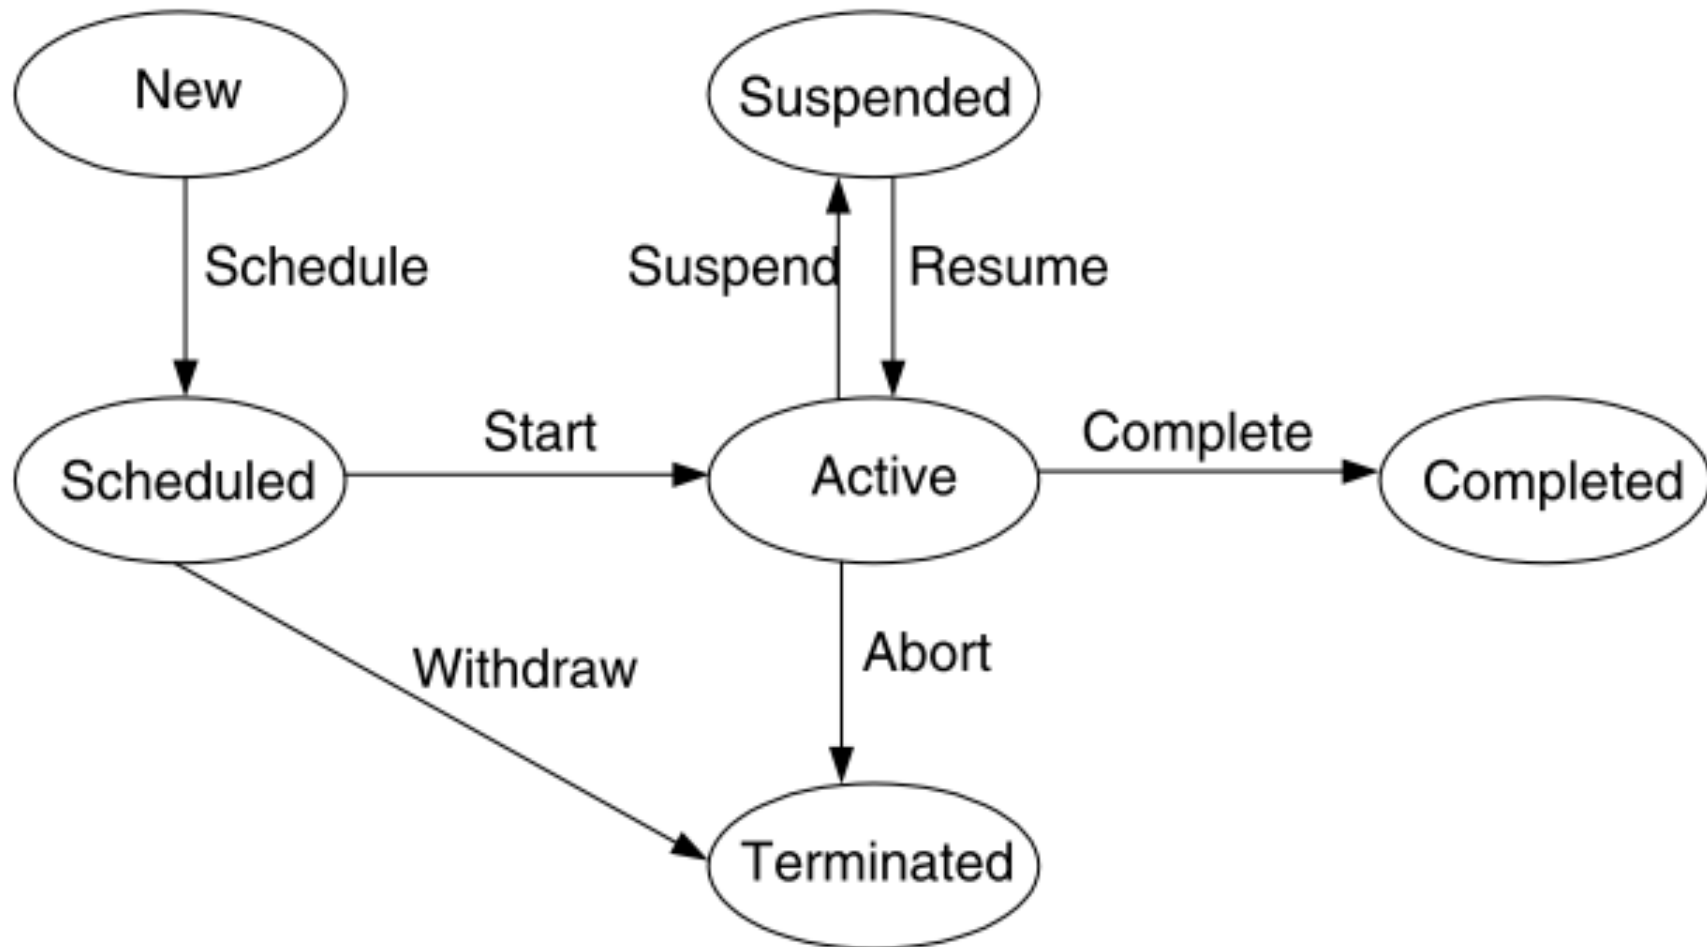 New
Suspended
Schedule
Suspend
Resume
Scheduled
Start
Active
Complete
Completed
Withdraw
Abort
Terminated